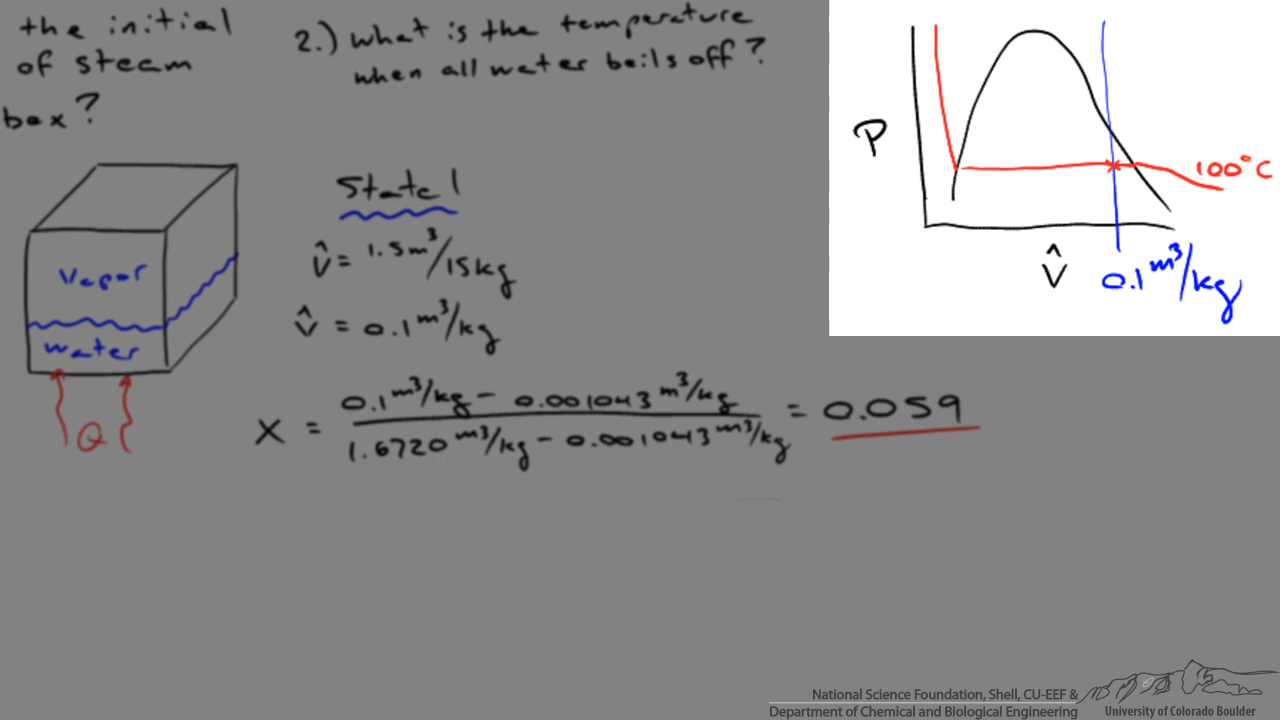 the initial
of steam
box?
2.) what is the temperature
when all water boils off?
Vapor
water
Q
State 1
V̂ = 1.5 m³/15kg
V̂ = 0.1 m³/kg
X = 0.1 m³/kg - 0.001043 m³/kg / 1.6720 m³/kg - 0.001043 m³/kg = 0.059
P
100°C
V̂
0.1 m³/kg
National Science Foundation, Shell, CU-EEF &
Department of Chemical and Biological Engineering
University of Colorado Boulder